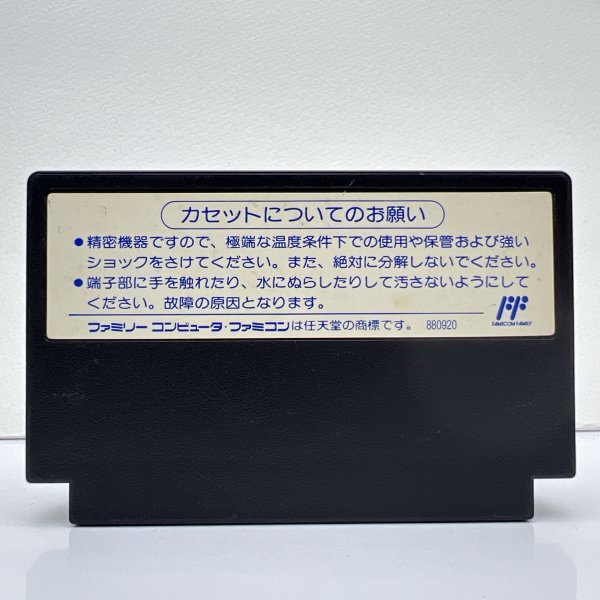 カセットについてのお願い
●精密機器ですので、極端な温度条件下での使用や保管および強い
ショックをさけてください。また、絶対に分解しないでください。
●端子部に手を触れたり、水にぬらしたりして汚さないようにして
ください。故障の原因となります。
FAMICOM FAMILY
ファミリーコンピュータ・ファミコンは任天堂の商標です。 880920